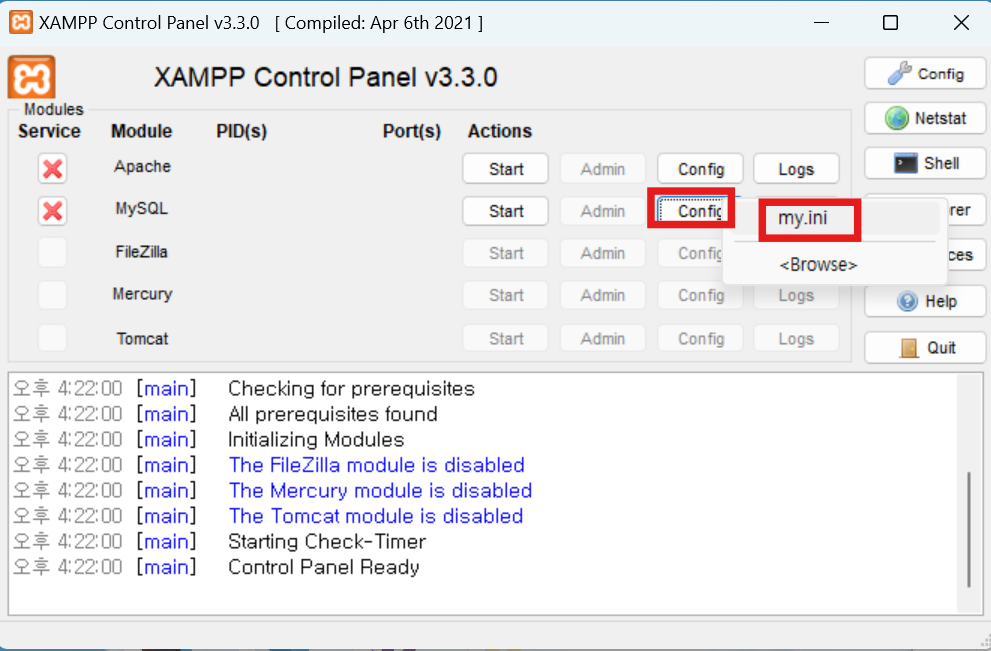 XAMPP Control Panel v3.3.0 [ Compiled: Apr 6th 2021 ]
XAMPP Control Panel v3.3.0
Config
Modules
Service Module PID(s) Port(s) Actions
Netstat
Apache Start Admin Config Logs
Shell
MySQL Start Admin Config
my.ini
<Browse>
FileZilla Start Admin
Mercury Start Admin Config Logs
Help
Tomcat Start Admin Config Logs
Quit
오후 4:22:00 [main] Checking for prerequisites
오후 4:22:00 [main] All prerequisites found
오후 4:22:00 [main] Initializing Modules
오후 4:22:00 [main] The FileZilla module is disabled
오후 4:22:00 [main] The Mercury module is disabled
오후 4:22:00 [main] The Tomcat module is disabled
오후 4:22:00 [main] Starting Check-Timer
오후 4:22:00 [main] Control Panel Ready